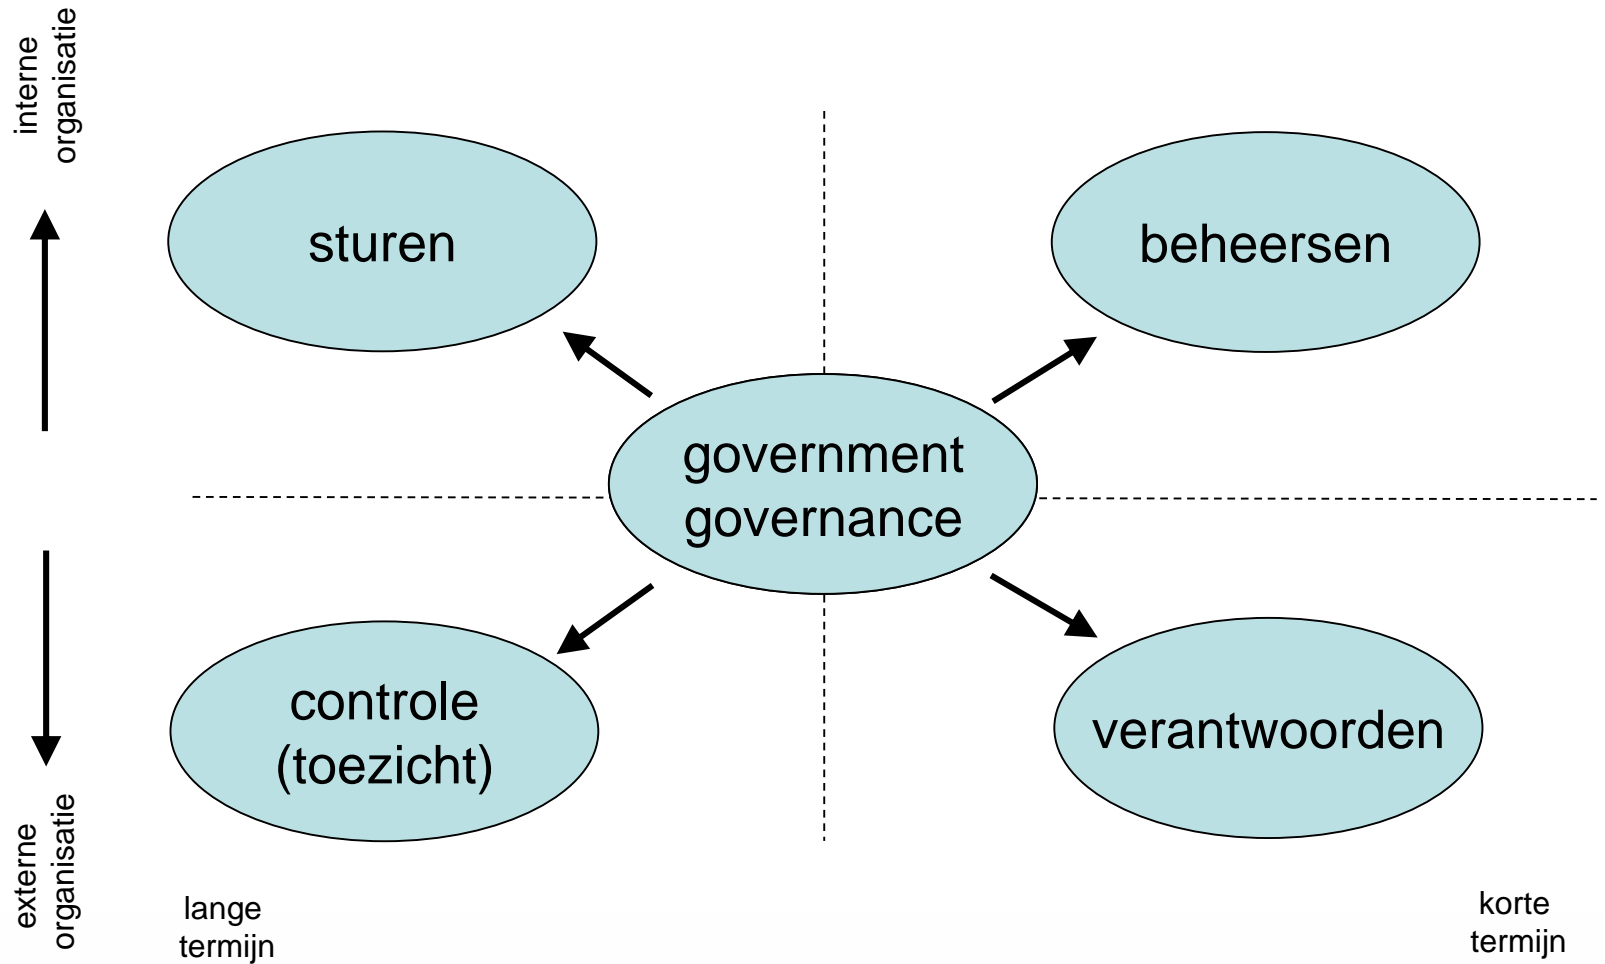 interne
organisatie
sturen
beheersen
government
governance
controle
(toezicht)
verantwoorden
externe
organisatie
lange
termijn
korte
termijn